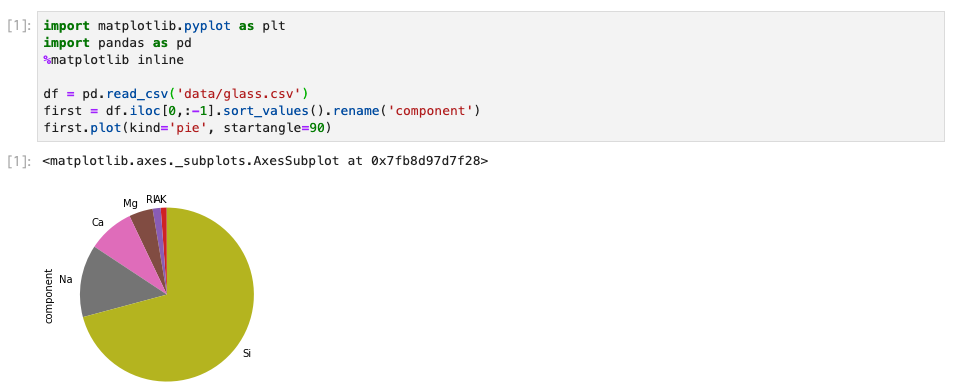 [1]: import matplotlib.pyplot as plt
import pandas as pd
%matplotlib inline
df = pd.read_csv('data/glass.csv')
first = df.iloc[0,:-1].sort_values().rename('component')
first.plot(kind='pie', startangle=90)
[1]: <matplotlib.axes._subplots.AxesSubplot at 0x7fb8d97d7f28>
Mg
Ca
Na
component
Si